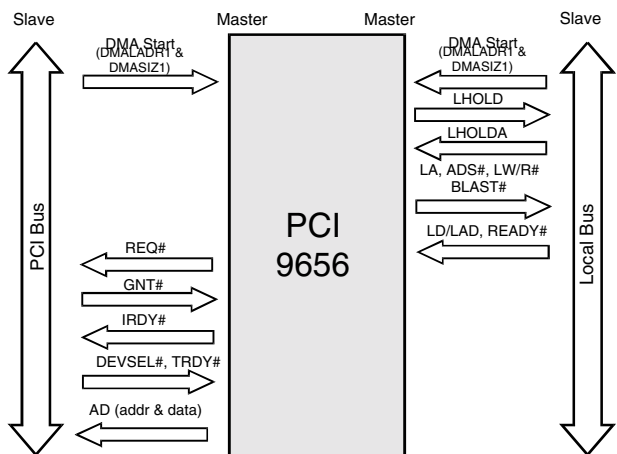 Slave
Master
Master
Slave
DMA Start
(DMALADR1 &
DMASIZ1)
DMA Start
(DMALADR1 &
DMASIZ1)
LHOLD
LHOLDA
LA, ADS#, LW/R#
BLAST#
LD/LAD, READY#
PCI Bus
PCI
9656
Local Bus
REQ#
GNT#
IRDY#
DEVSEL#, TRDY#
AD (addr & data)